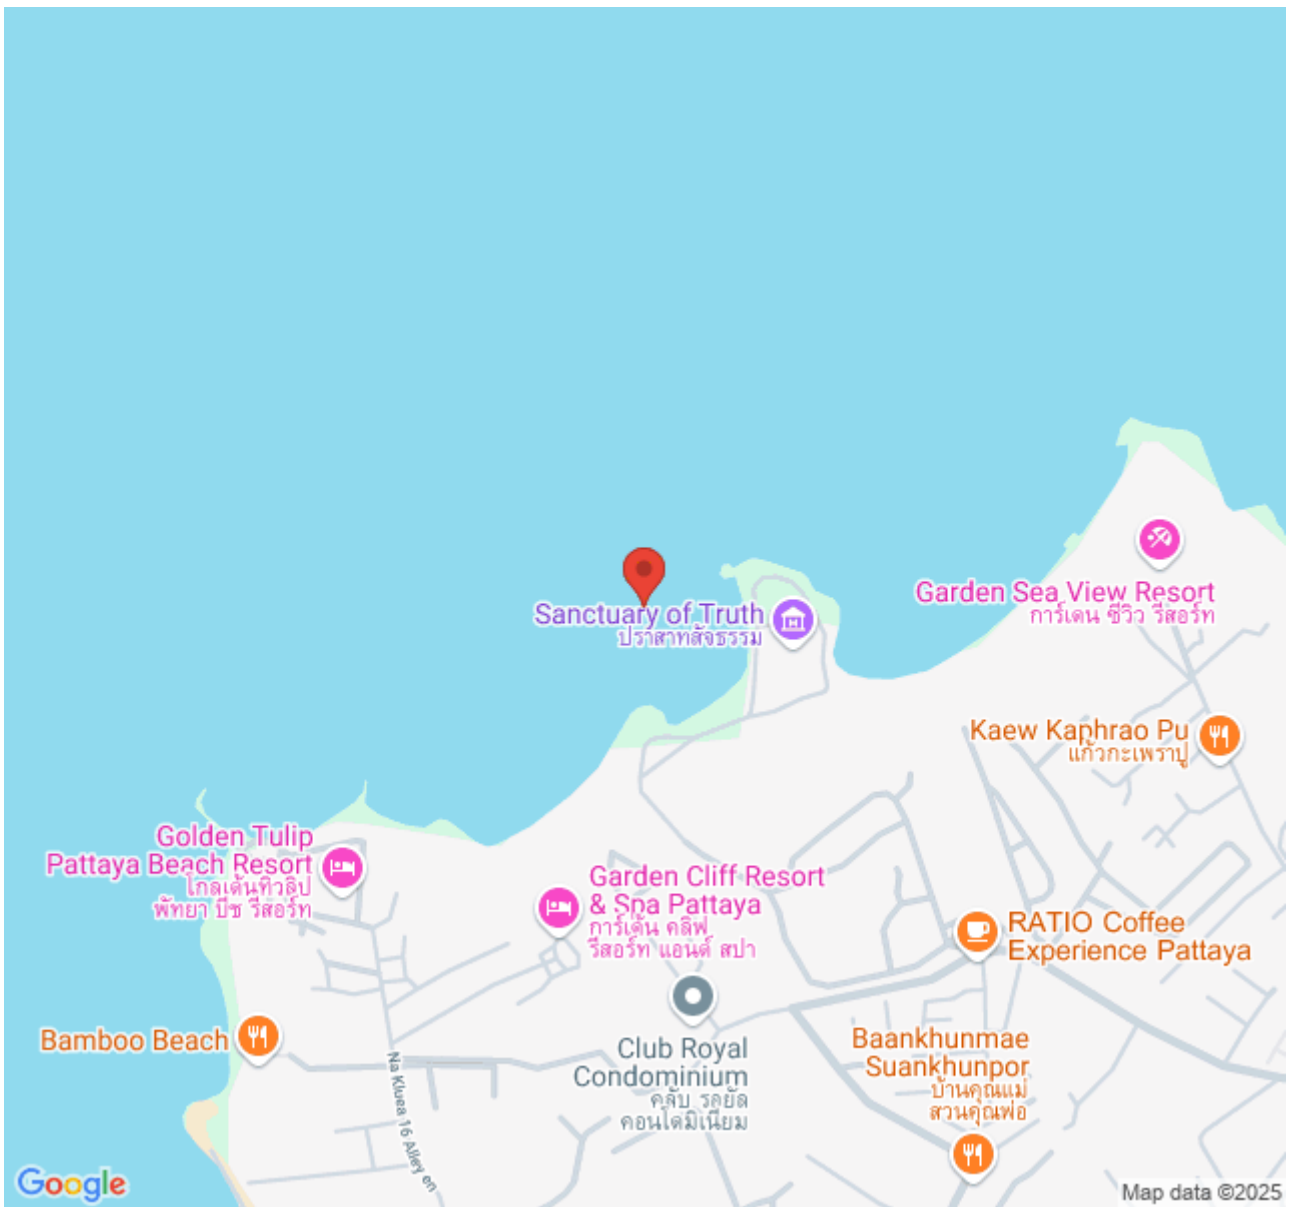 Garden Sea View Resort
การ์เดน ซีวิว รีสอร์ท
Sanctuary of Truth
ปราสาทสัจธรรม
Kaew Kaphrao Pu
แก้วกะเพราปู
Golden Tulip
Pattaya Beach Resort
โกลเด้นทิวลิป
พัทยา บีช รีสอร์ท
Garden Cliff Resort
& Spa Pattaya
การ์เด้น คลิฟ
รีสอร์ท แอนด์ สปา
RATIO Coffee
Experience Pattaya
Bamboo Beach
Club Royal
Condominium
คลับ รอยัล
คอนโดมิเนียม
Baankhunmae
Suankhunpor
บ้านคุณแม่
สวนคุณพ่อ
Na Kluea 16 Alley en
Google
Map data ©2025